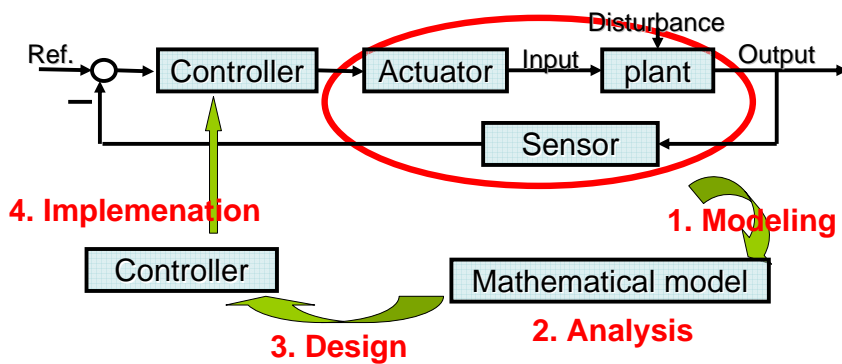 Disturbance
Ref.
Controller
Actuator
Input
plant
Output
Sensor
4. Implemenation
1. Modeling
Controller
Mathematical model
2. Analysis
3. Design